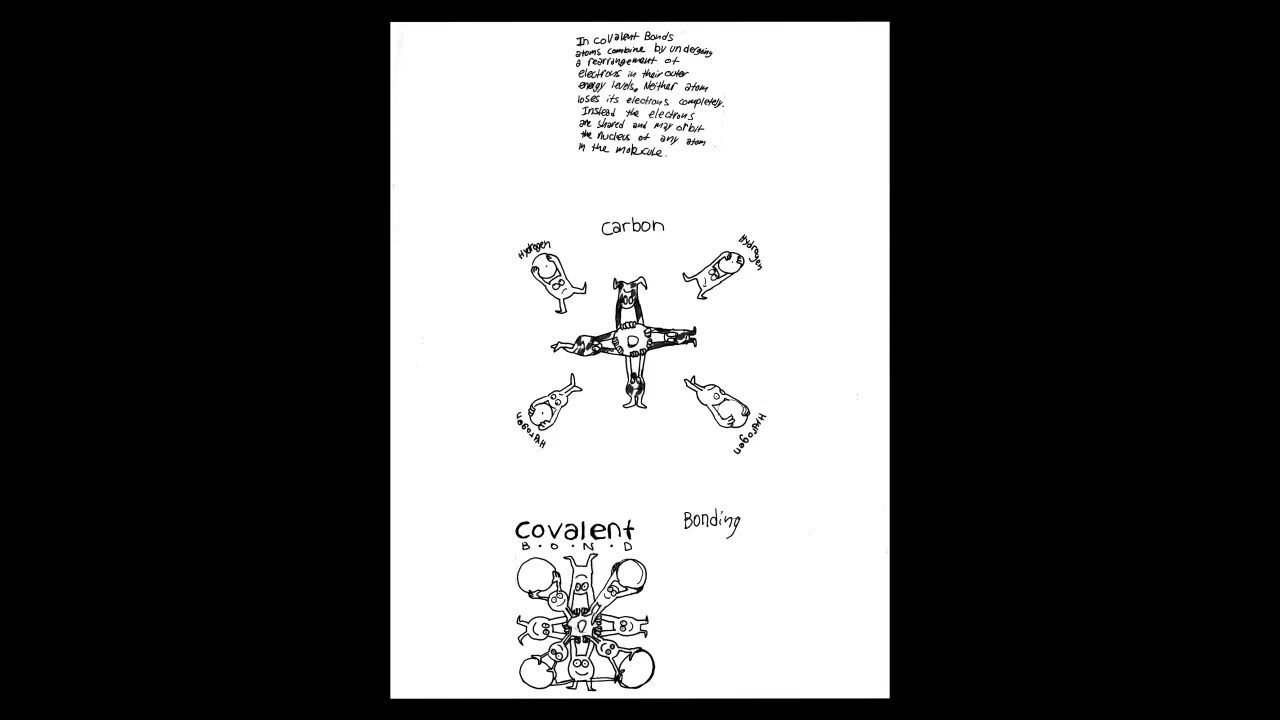 In Covalent Bonds
atoms combine by undergoing
a rearrangement of
electrons in their outer
energy levels. Neither atom
loses its electrons completely.
Instead the electrons
are shared and may orbit
the nucleus of any atom
in the molecule.
Carbon
Hydrogen
Hydrogen
Hydrogen
Hydrogen
Covalent
B.O.N.D
Bonding